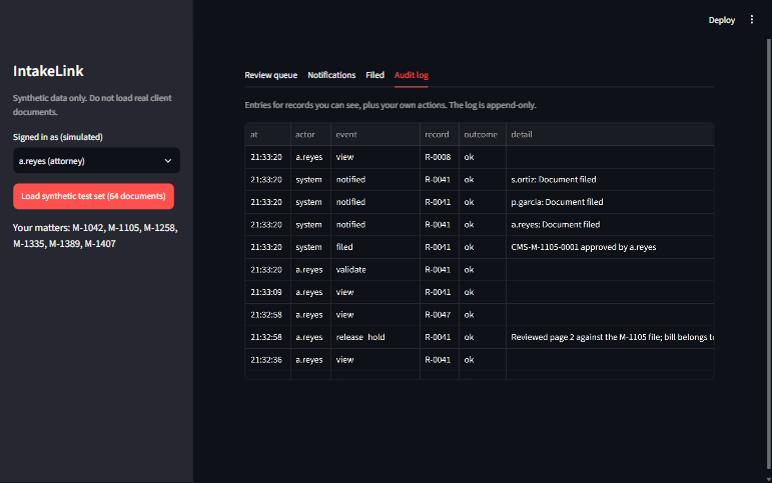 Deploy
IntakeLink
Synthetic data only. Do not load real client
documents.
Signed in as (simulated)
a.reyes (attorney)
Load synthetic test set (64 documents)
Your matters: M-1042, M-1105, M-1258,
M-1335, M-1389, M-1407
Review queue Notifications Filed Audit log
Entries for records you can see, plus your own actions. The log is append-only.
at actor event record outcome detail
21:33:20 a.reyes view R-0008 ok
21:33:20 system notified R-0041 ok s.ortiz: Document filed
21:33:20 system notified R-0041 ok p.garcia: Document filed
21:33:20 system notified R-0041 ok a.reyes: Document filed
21:33:20 system filed R-0041 ok CMS-M-1105-0001 approved by a.reyes
21:33:20 a.reyes validate R-0041 ok
21:33:09 a.reyes view R-0041 ok
21:32:58 a.reyes view R-0047 ok
21:32:58 a.reyes release_hold R-0041 ok Reviewed page 2 against the M-1105 file; bill belongs
21:32:36 a.reyes view R-0041 ok